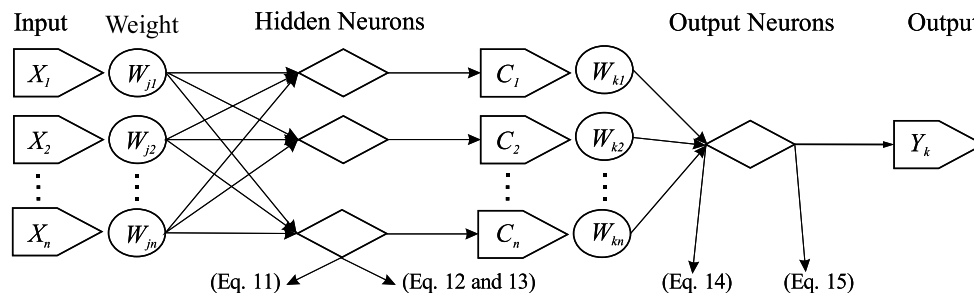 Input Weight Hidden Neurons Output Neurons Output
X1 Wj1 C1 Wk1
X2 Wj2 C2 Wk2 Yk
Xn Wjn Cn Wkn
(Eq. 11) (Eq. 12 and 13) (Eq. 14) (Eq. 15)